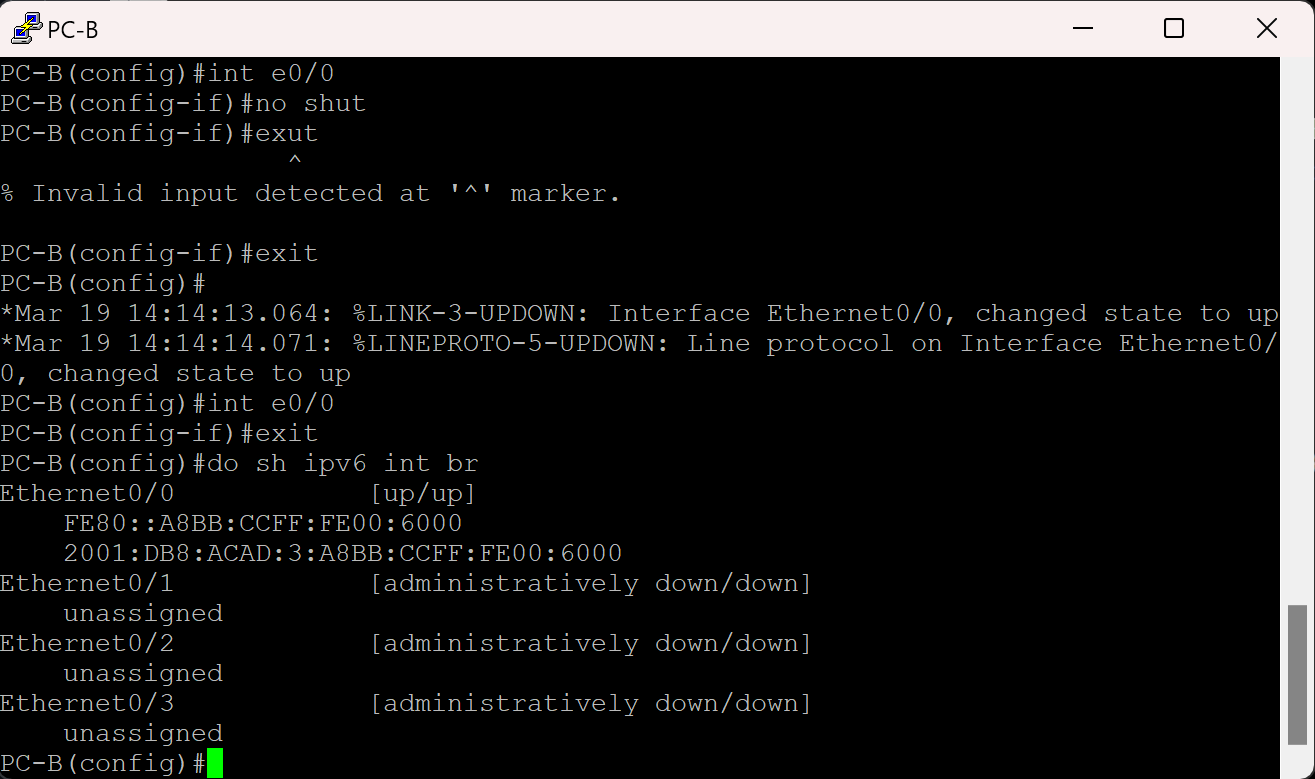 PC-B
PC-B(config)#int e0/0
PC-B(config-if)#no shut
PC-B(config-if)#exut
^
% Invalid input detected at '^' marker.
PC-B(config-if)#exit
PC-B(config)#
*Mar 19 14:14:13.064: %LINK-3-UPDOWN: Interface Ethernet0/0, changed state to up
*Mar 19 14:14:14.071: %LINEPROTO-5-UPDOWN: Line protocol on Interface Ethernet0/
0, changed state to up
PC-B(config)#int e0/0
PC-B(config-if)#exit
PC-B(config)#do sh ipv6 int br
Ethernet0/0 [up/up]
FE80::A8BB:CCFF:FE00:6000
2001:DB8:ACAD:3:A8BB:CCFF:FE00:6000
Ethernet0/1 [administratively down/down]
unassigned
Ethernet0/2 [administratively down/down]
unassigned
Ethernet0/3 [administratively down/down]
unassigned
PC-B(config)#